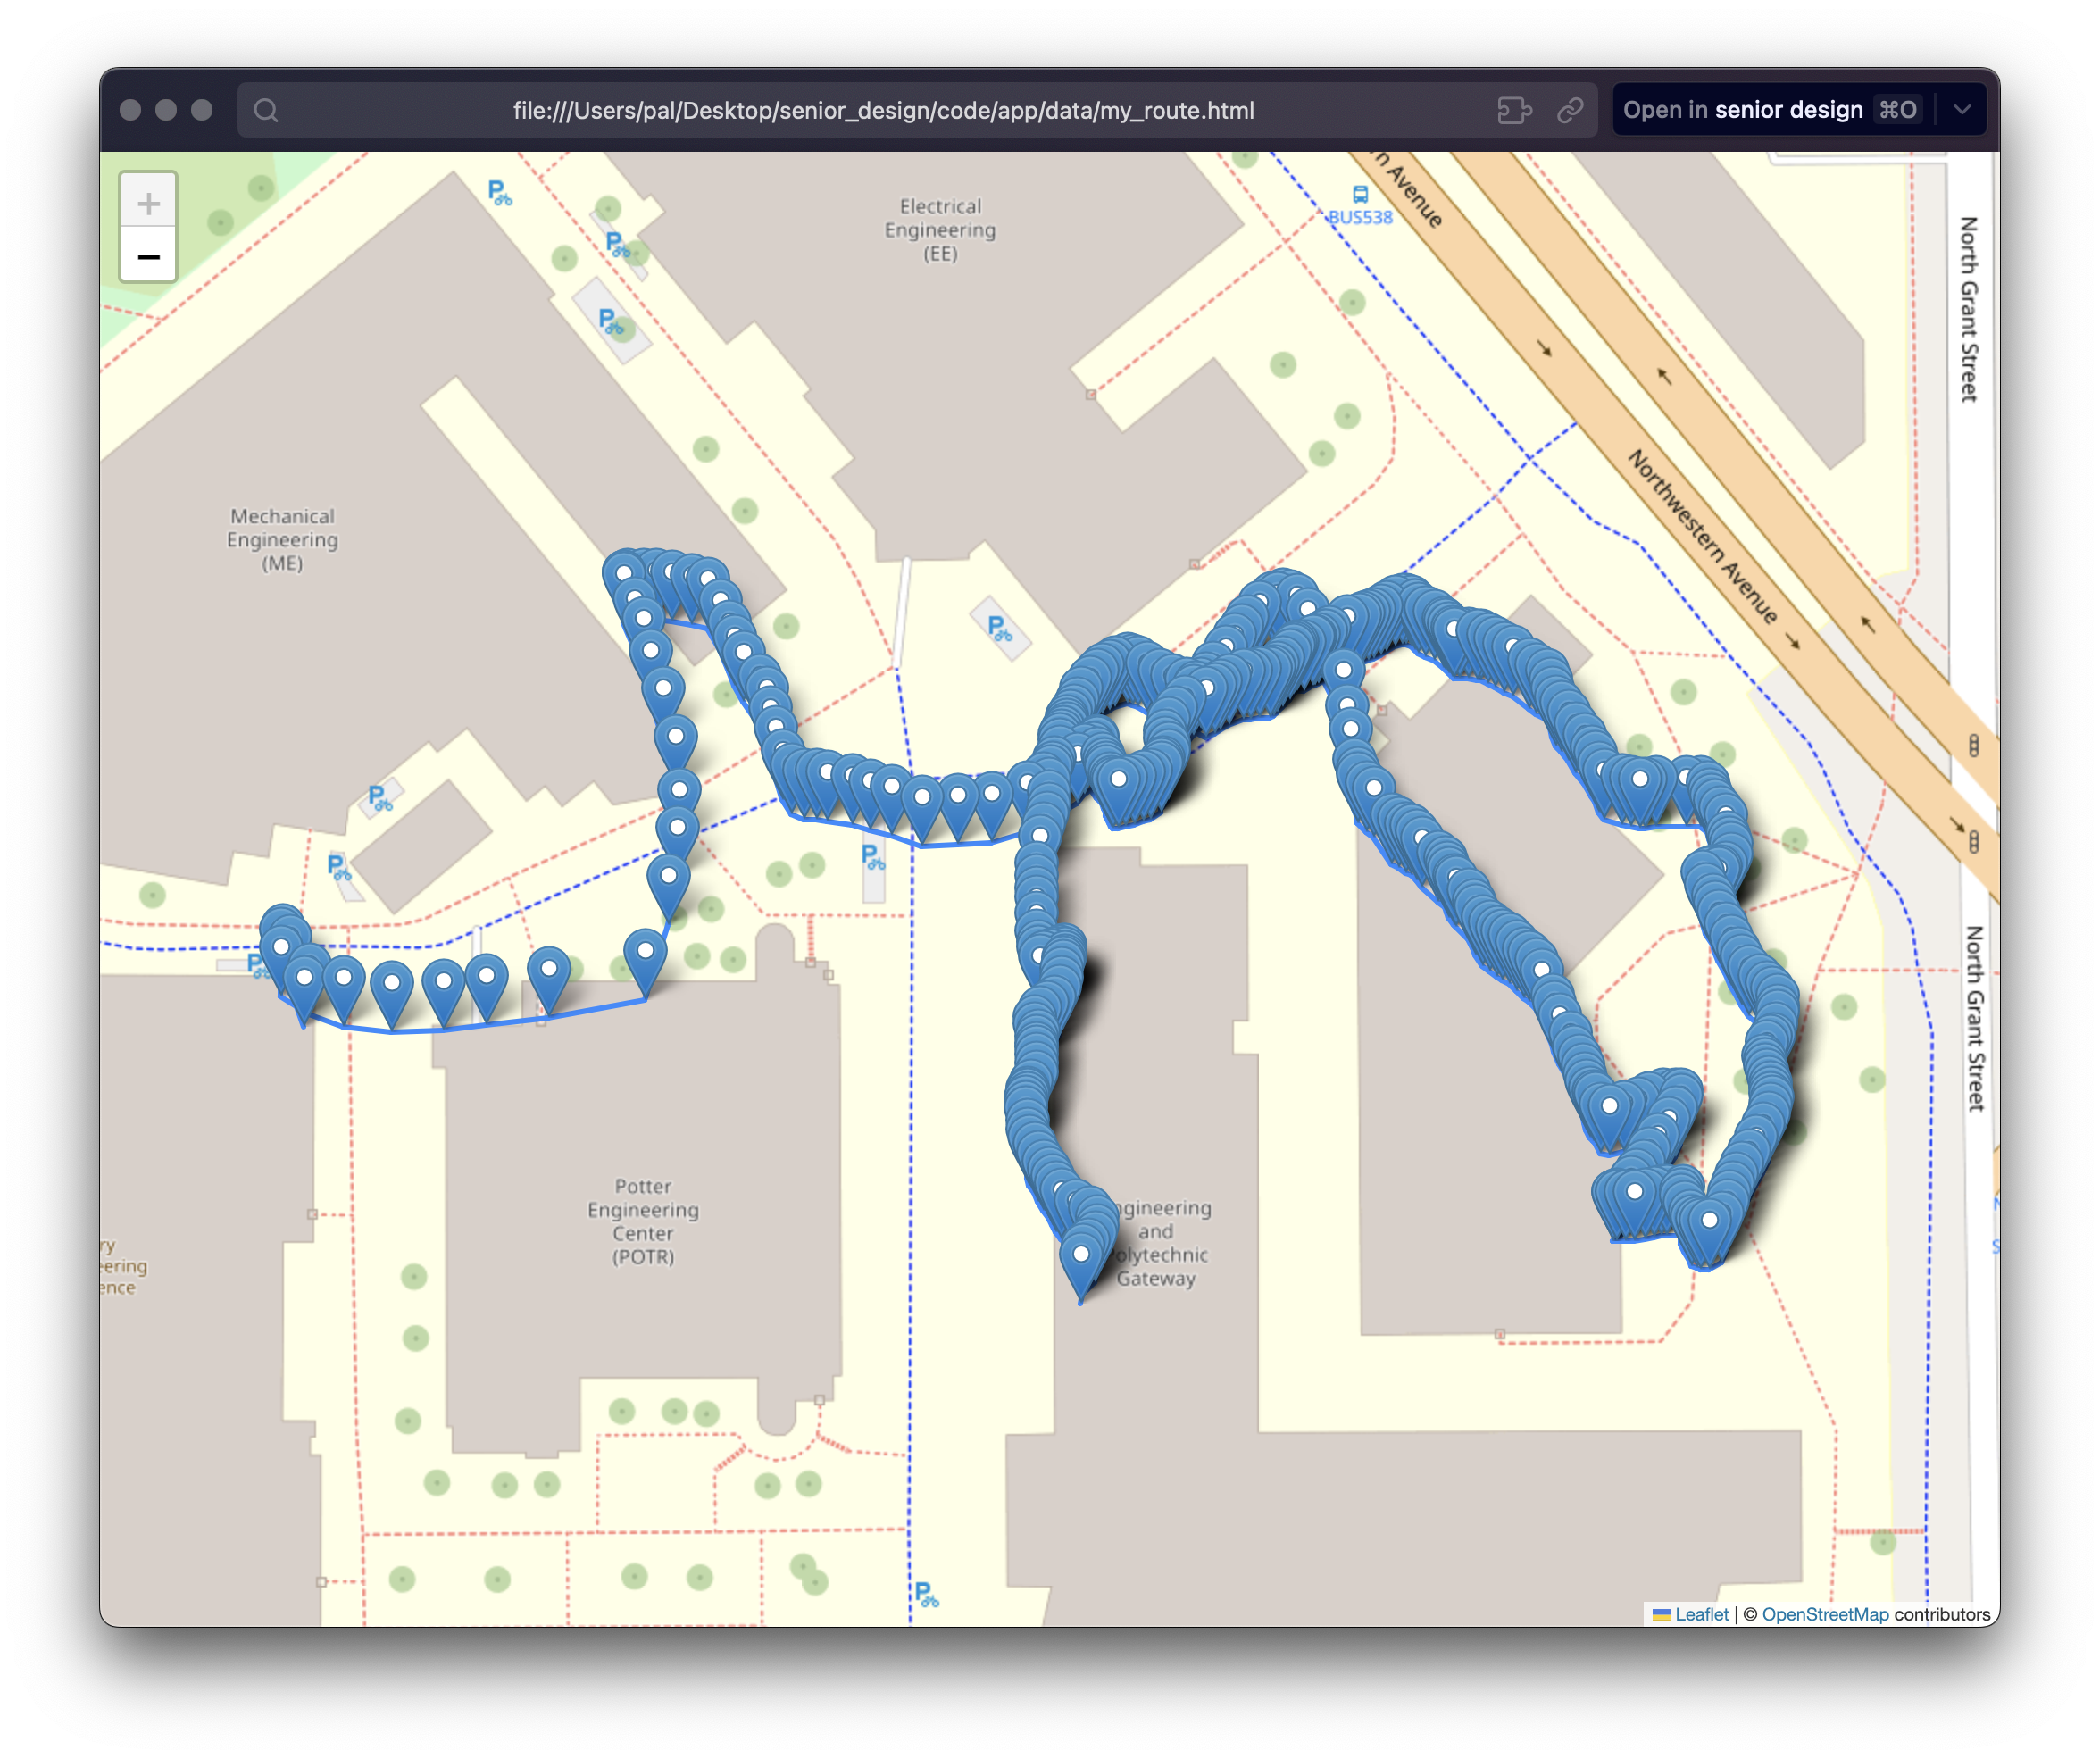 file:///Users/pal/Desktop/senior_design/code/app/data/my_route.html
Open in senior design ⌘O
+
−
Electrical
Engineering
(EE)
BUS538
rn Avenue
North Grant Street
Mechanical
Engineering
(ME)
Northwestern Avenue
North Grant Street
Potter
Engineering
Center
(POTR)
ngineering
and
olytechnic
Gateway
ry
eering
ence
P
P
P
P
P
P
P
P
P
Leaflet | © OpenStreetMap contributors